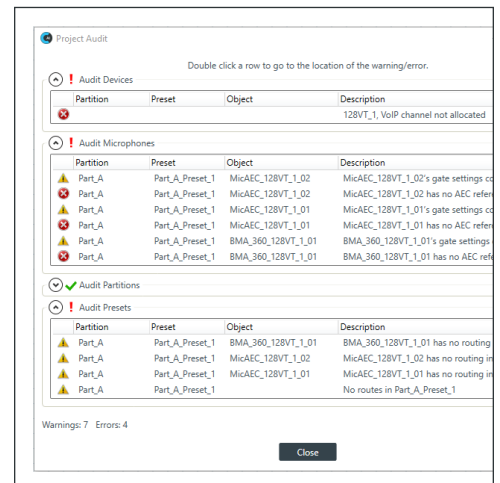 Project Audit
Double click a row to go to the location of the warning/error.
Audit Devices
Partition Preset Object Description
128VT_1, VoIP channel not allocated
Audit Microphones
Partition Preset Object Description
Part_A Part_A_Preset_1 MicAEC_128VT_1_02 MicAEC_128VT_1_02's gate settings co
Part_A Part_A_Preset_1 MicAEC_128VT_1_02 MicAEC_128VT_1_02 has no AEC refer
Part_A Part_A_Preset_1 MicAEC_128VT_1_01 MicAEC_128VT_1_01's gate settings co
Part_A Part_A_Preset_1 MicAEC_128VT_1_01 MicAEC_128VT_1_01 has no AEC refer
Part_A Part_A_Preset_1 BMA_360_128VT_1_01 BMA_360_128VT_1_01's gate settings
Part_A Part_A_Preset_1 BMA_360_128VT_1_01 BMA_360_128VT_1_01 has no AEC refe
Audit Partitions
Audit Presets
Partition Preset Object Description
Part_A Part_A_Preset_1 BMA_360_128VT_1_01 BMA_360_128VT_1_01 has no routing
Part_A Part_A_Preset_1 MicAEC_128VT_1_02 MicAEC_128VT_1_02 has no routing in
Part_A Part_A_Preset_1 MicAEC_128VT_1_01 MicAEC_128VT_1_01 has no routing in
Part_A Part_A_Preset_1 No routes in Part_A_Preset_1
Warnings: 7 Errors: 4
Close